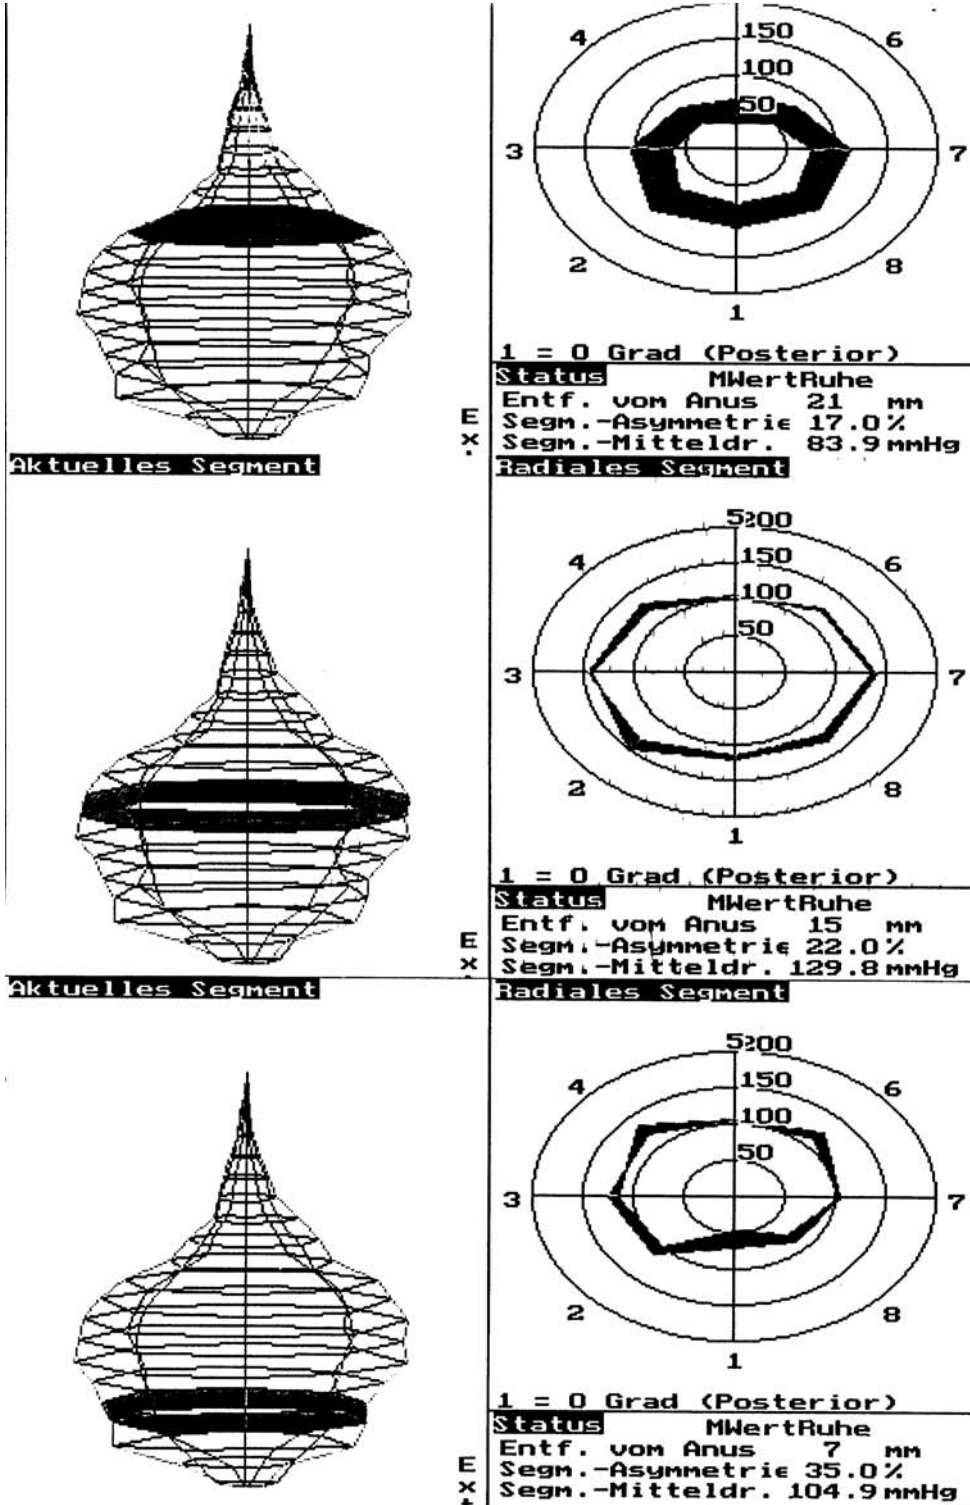 150
4
6
100
50
3
7
2
8
1
1 = 0 Grad (Posterior)
Status MWertRuhe
Entf. vom Anus 21 mm
Segm.-Asymmetrie 17.0%
Segm.-Mitteldr. 83.9 mmHg
Ex.
Aktuelles Segment
Radiales Segment
5200
4
150
6
100
50
3
7
2
8
1
1 = 0 Grad (Posterior)
Status MWertRuhe
Entf. vom Anus 15 mm
Segm.-Asymmetrie 22.0%
Segm.-Mitteldr. 129.8 mmHg
Ex.
Aktuelles Segment
Radiales Segment
5200
4
150
6
100
50
3
7
2
8
1
1 = 0 Grad (Posterior)
Status MWertRuhe
Entf. vom Anus 7 mm
Segm.-Asymmetrie 35.0%
Segm.-Mitteldr. 104.9 mmHg
Ext